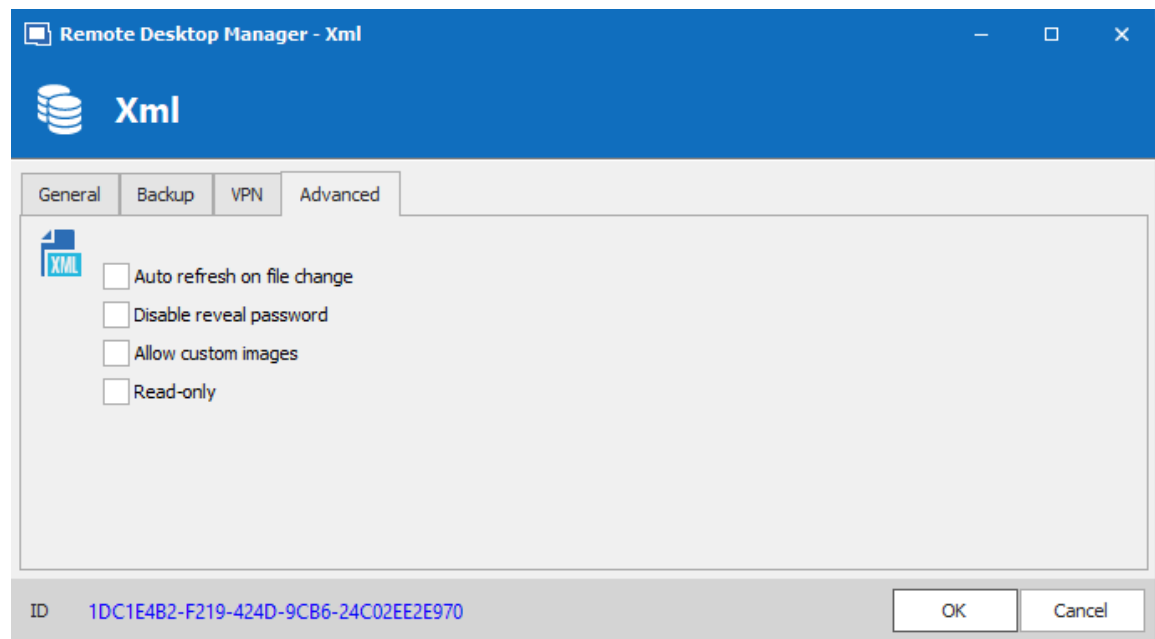 Remote Desktop Manager - Xml
Xml
General Backup VPN Advanced
XML
Auto refresh on file change
Disable reveal password
Allow custom images
Read-only
ID 1DC1E4B2-F219-424D-9CB6-24C02EE2E970 OK Cancel